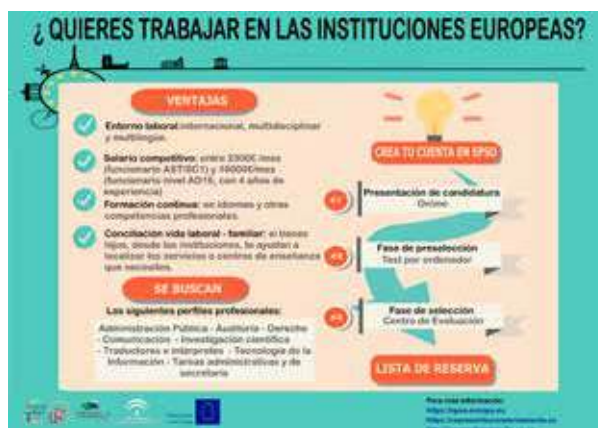 ¿ QUIERES TRABAJAR EN LAS INSTITUCIONES EUROPEAS?
VENTAJAS
Entorno laboral internacional, multidisciplinar
y multilingüe.
Salario competitivo: entre 2300€/mes
(funcionario AST/SC1) y 16000€/mes
(funcionario nivel AD15, con 4 años de
experiencia)
Formación continua: en idiomas y otras
competencias profesionales.
Conciliación vida laboral - familiar: si tienes
hijos, desde las instituciones, te ayudan a
localizar los servicios o centros de enseñanza
que necesites.
SE BUSCAN
Los siguientes perfiles profesionales:
Administración Pública - Auditoría - Derecho
- Comunicación - Investigación científica
- Traductores e intérpretes - Tecnología de la
Información - Tareas administrativas y de
secretaría
CREA TU CUENTA EN EPSO
Presentación de candidatura
Online
Fase de preselección
Test por ordenador
Fase de selección
Centro de Evaluación
LISTA DE RESERVA
Para más información:
https://epso.europa.eu